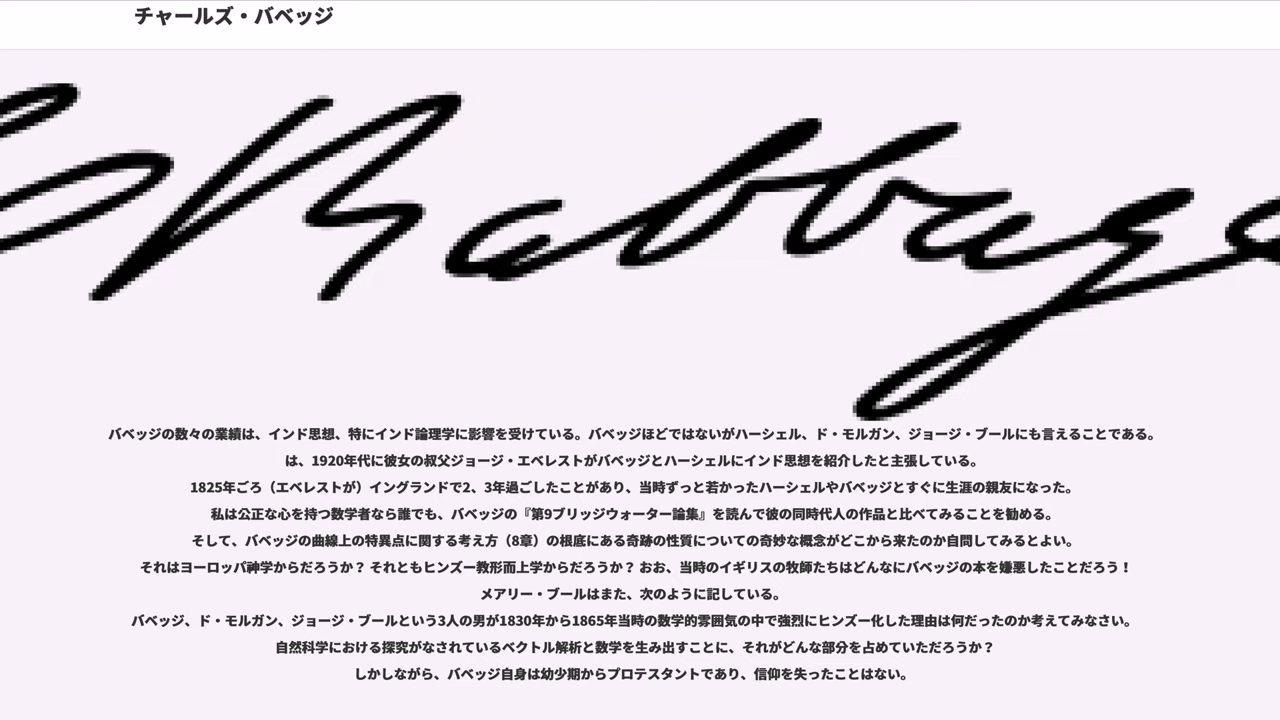 チャールズ・バベッジ
C Babbage
バベッジの数々の業績は、インド思想、特にインド論理学に影響を受けている。バベッジほどではないがハーシェル、ド・モルガン、ジョージ・ブールにも言えることである。
は、1920年代に彼女の叔父ジョージ・エベレストがバベッジとハーシェルにインド思想を紹介したと主張している。
1825年ごろ（エベレストが）イングランドで2、3年過ごしたことがあり、当時ずっと若かったハーシェルやバベッジとすぐに生涯の親友になった。
私は公正な心を持つ数学者なら誰でも、バベッジの『第9ブリッジウォーター論集』を読んで彼の同時代人の作品と比べてみることを勧める。
そして、バベッジの曲線上の特異点に関する考え方（8章）の根底にある奇跡の性質についての奇妙な概念がどこから来たのか自問してみるとよい。
それはヨーロッパ神学からだろうか？ それともヒンズー教形而上学からだろうか？ おお、当時のイギリスの牧師たちはどんなにバベッジの本を嫌悪したことだろう！
メアリー・ブールはまた、次のように記している。
バベッジ、ド・モルガン、ジョージ・ブールという3人の男が1830年から1865年当時の数学的雰囲気の中で強烈にヒンズー化した理由は何だったのか考えてみなさい。
自然科学における探究がなされているベクトル解析と数学を生み出すことに、それがどんな部分を占めていただろうか？
しかしながら、バベッジ自身は幼少期からプロテスタントであり、信仰を失ったことはない。